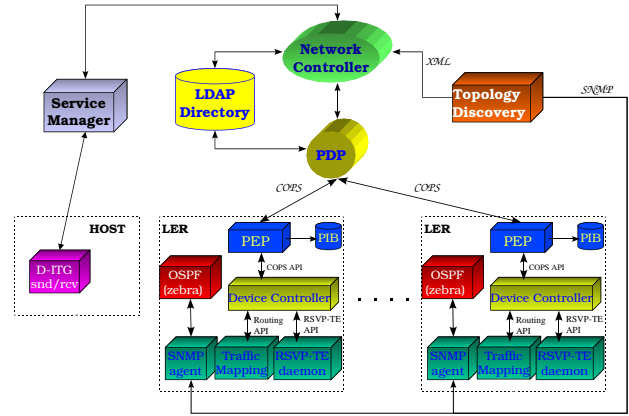 Network
Controller
XML
SNMP
LDAP
Directory
Service
Manager
Topology
Discovery
PDP
COPS
COPS
HOST
D-ITG
snd/rcv
LER
PEP
PIB
COPS API
OSPF
(zebra)
Device Controller
Routing
API
RSVP-TE
API
SNMP
agent
Traffic
Mapping
RSVP-TE
daemon
. . . .
LER
PEP
PIB
COPS API
OSPF
(zebra)
Device Controller
Routing
API
RSVP-TE
API
SNMP
agent
Traffic
Mapping
RSVP-TE
daemon